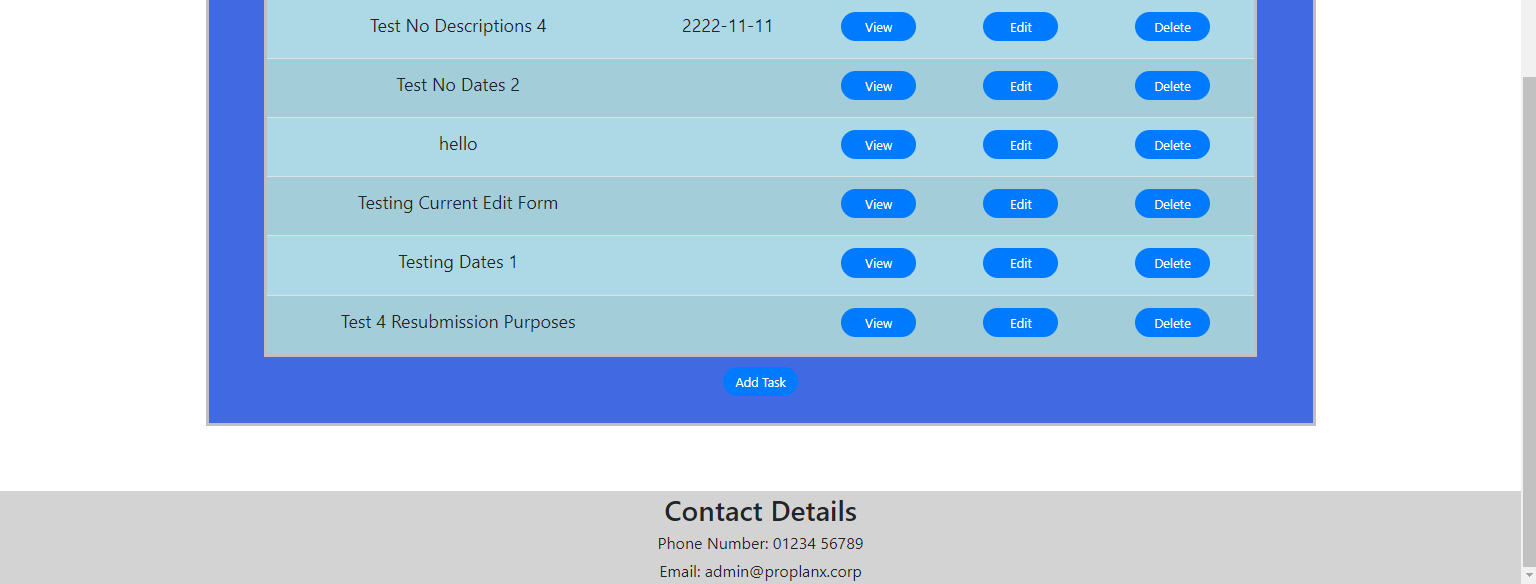 Test No Descriptions 4 2222-11-11 View Edit Delete
Test No Dates 2 View Edit Delete
hello View Edit Delete
Testing Current Edit Form View Edit Delete
Testing Dates 1 View Edit Delete
Test 4 Resubmission Purposes View Edit Delete
Add Task
Contact Details
Phone Number: 01234 56789
Email: admin@proplanx.corp